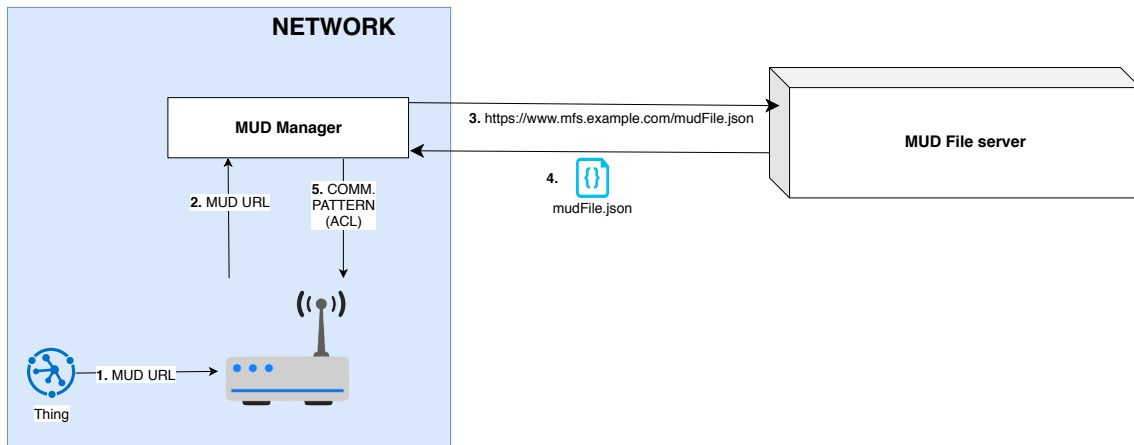 NETWORK
MUD Manager
3. https://www.mfs.example.com/mudFile.json
MUD File server
4.
{}
mudFile.json
2. MUD URL
5. COMM.
PATTERN
(ACL)
1. MUD URL
Thing